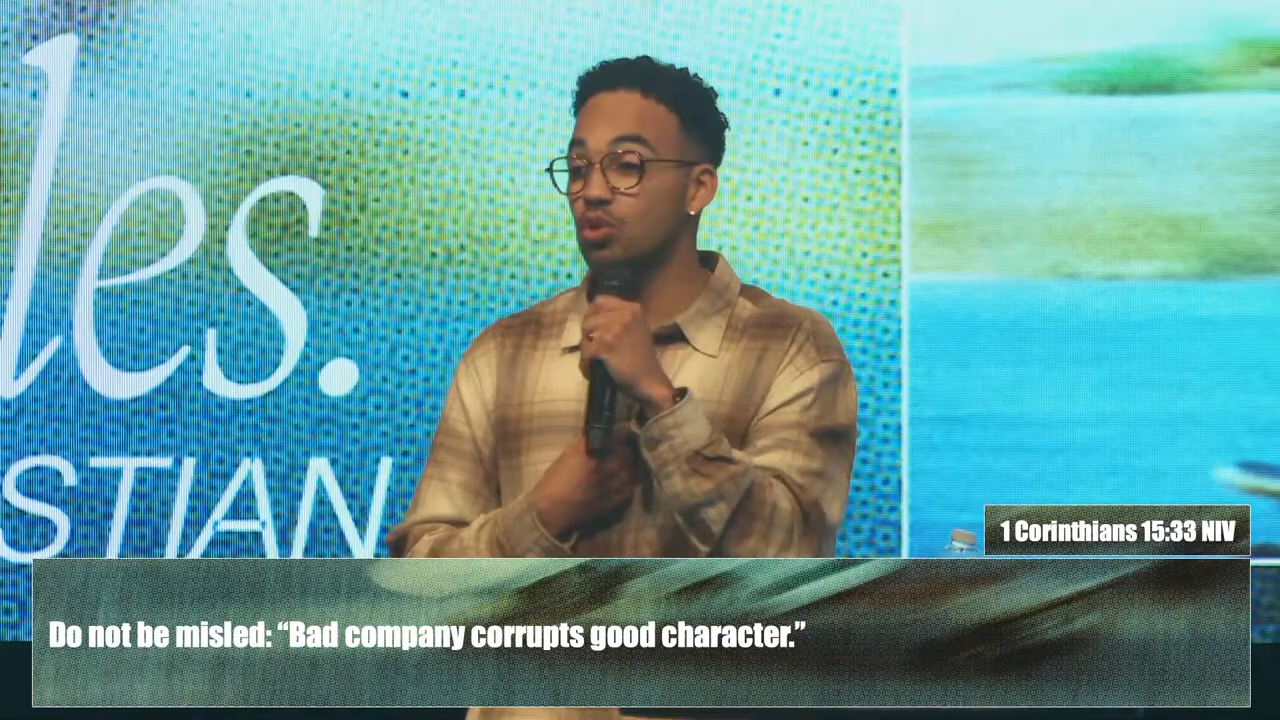 les.
STIAN
1 Corinthians 15:33 NIV
Do not be misled: “Bad company corrupts good character.”